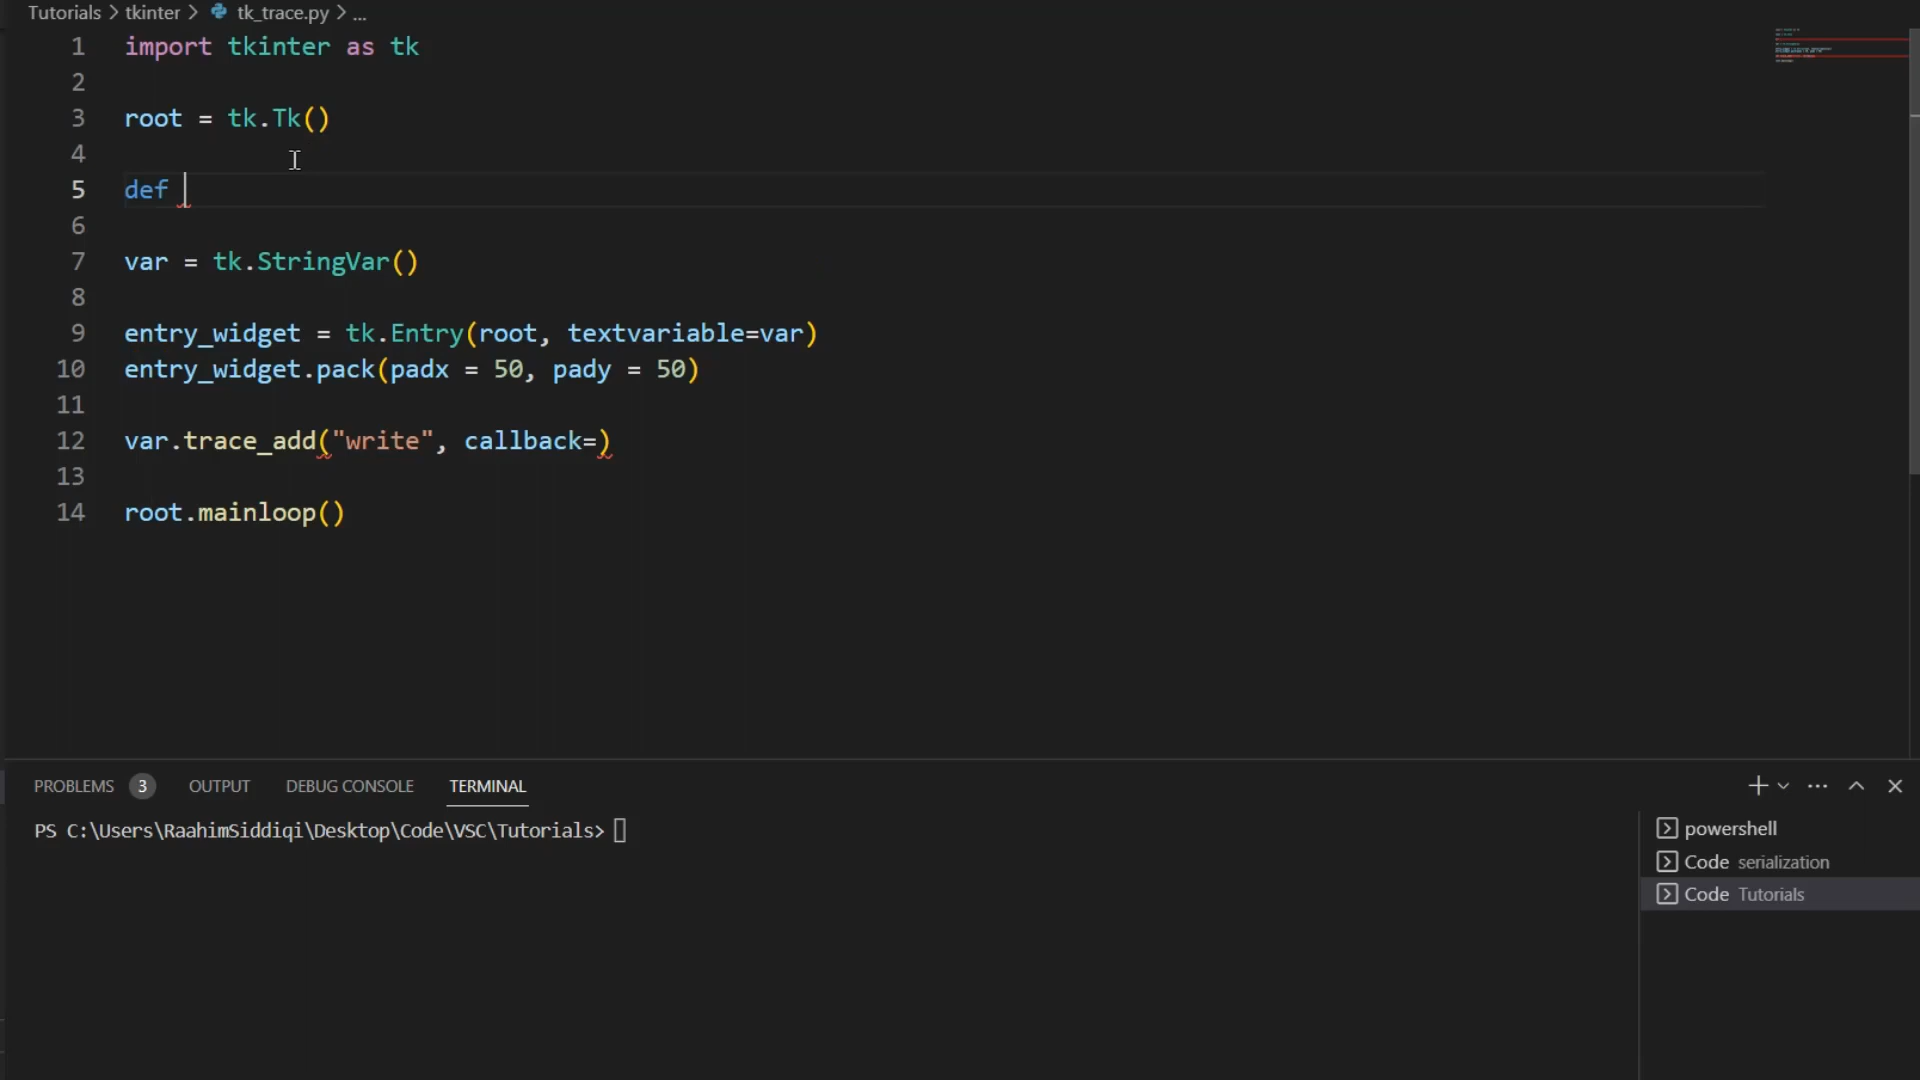 Tutorials > tkinter > tk_trace.py > ...
1 import tkinter as tk
2
3 root = tk.Tk()
4
5 def
6
7 var = tk.StringVar()
8
9 entry_widget = tk.Entry(root, textvariable=var)
10 entry_widget.pack(padx = 50, pady = 50)
11
12 var.trace_add("write", callback=)
13
14 root.mainloop()
PROBLEMS 3 OUTPUT DEBUG CONSOLE TERMINAL
PS C:\Users\RaahimSiddiqi\Desktop\Code\VSC\Tutorials>
powershell
Code serialization
Code Tutorials